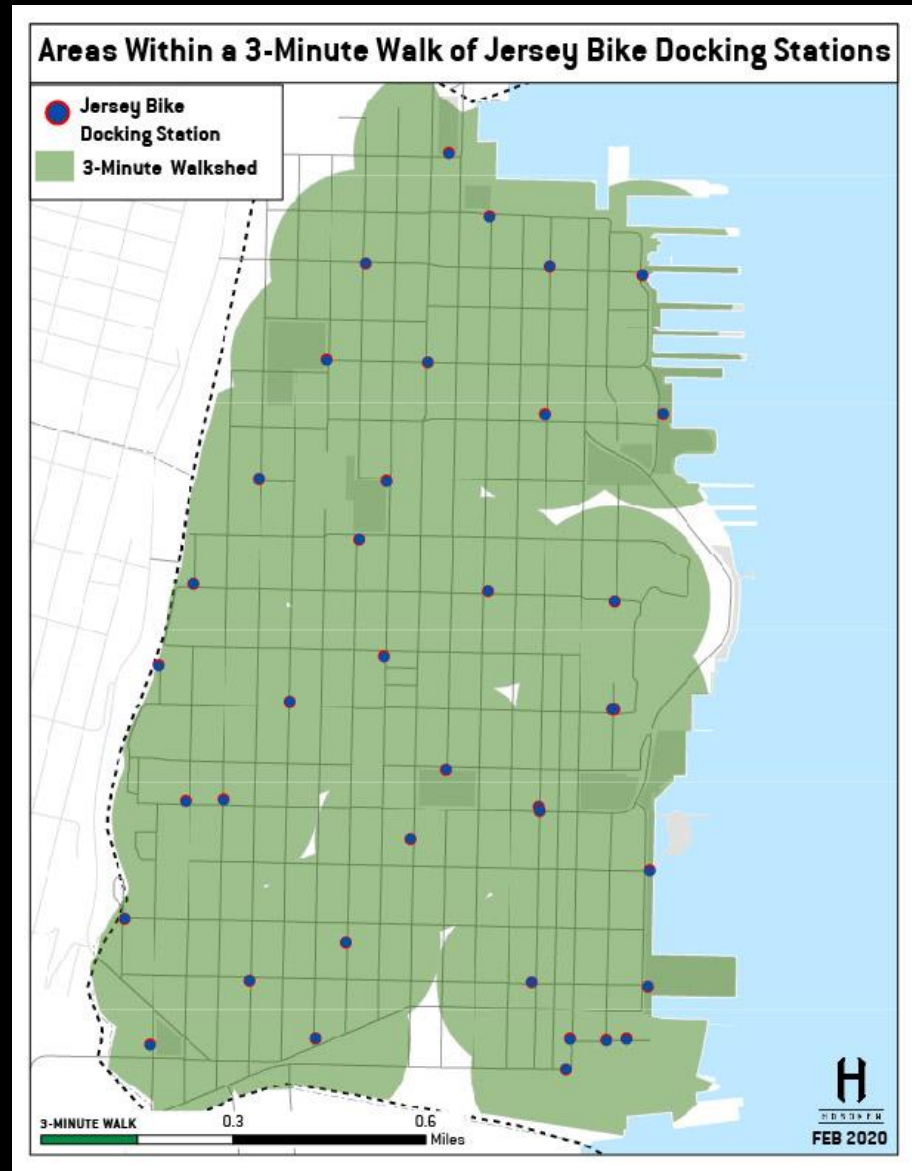 Areas Within a 3-Minute Walk of Jersey Bike Docking Stations
Jersey Bike
Docking Station
3-Minute Walkshed
3-MINUTE WALK
0.3
0.6
Miles
H
HOBOKEN
FEB 2020